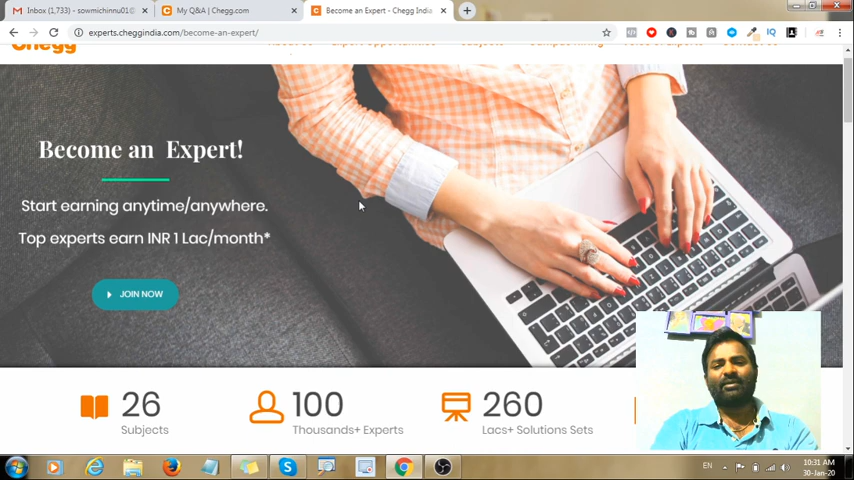 Inbox (1,733) - sowmichinnu01@
My Q&A | Chegg.com
Become an Expert - Chegg India
experts.cheggindia.com/become-an-expert/
Chegg
Become an Expert!
Start earning anytime/anywhere.
Top experts earn INR 1 Lac/month*
JOIN NOW
26
Subjects
100
Thousands+ Experts
260
Lacs+ Solutions Sets
EN
10:31 AM
30-Jan-20